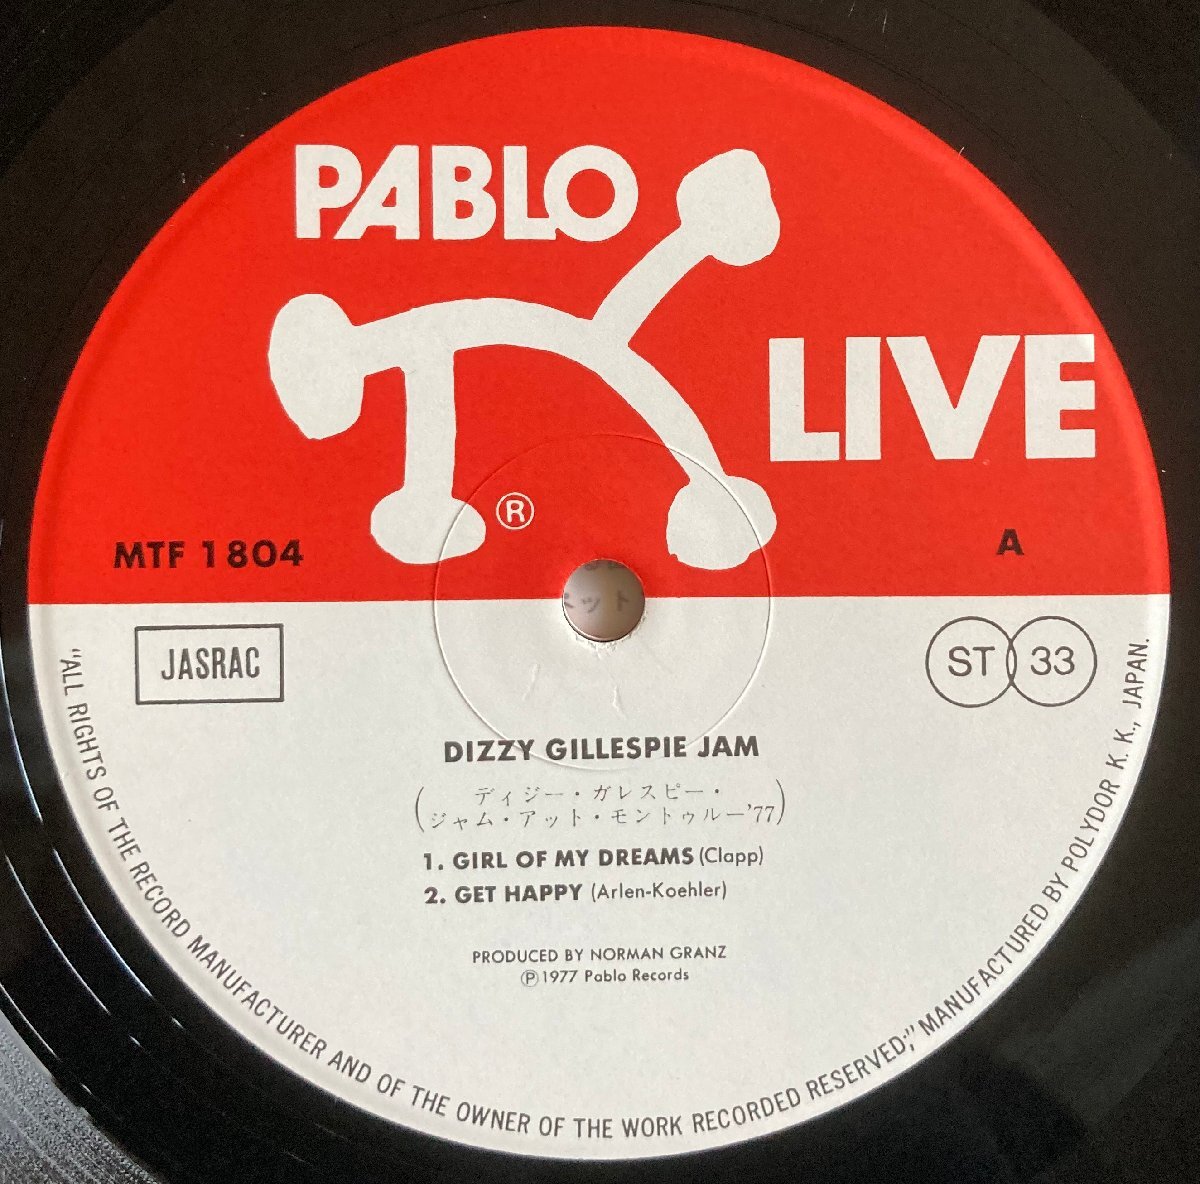 PABLO
LIVE
®
MTF 1804
A
JASRAC
ST 33
DIZZY GILLESPIE JAM
(ディジー・ガレスピー・
ジャム・アット・モントゥルー'77)
1. GIRL OF MY DREAMS (Clapp)
2. GET HAPPY (Arlen-Koehler)
PRODUCED BY NORMAN GRANZ
Ⓟ1977 Pablo Records
"ALL RIGHTS OF THE RECORD MANUFACTURER AND OF THE OWNER OF THE WORK RECORDED RESERVED;" MANUFACTURED BY POLYDOR K. K., JAPAN.